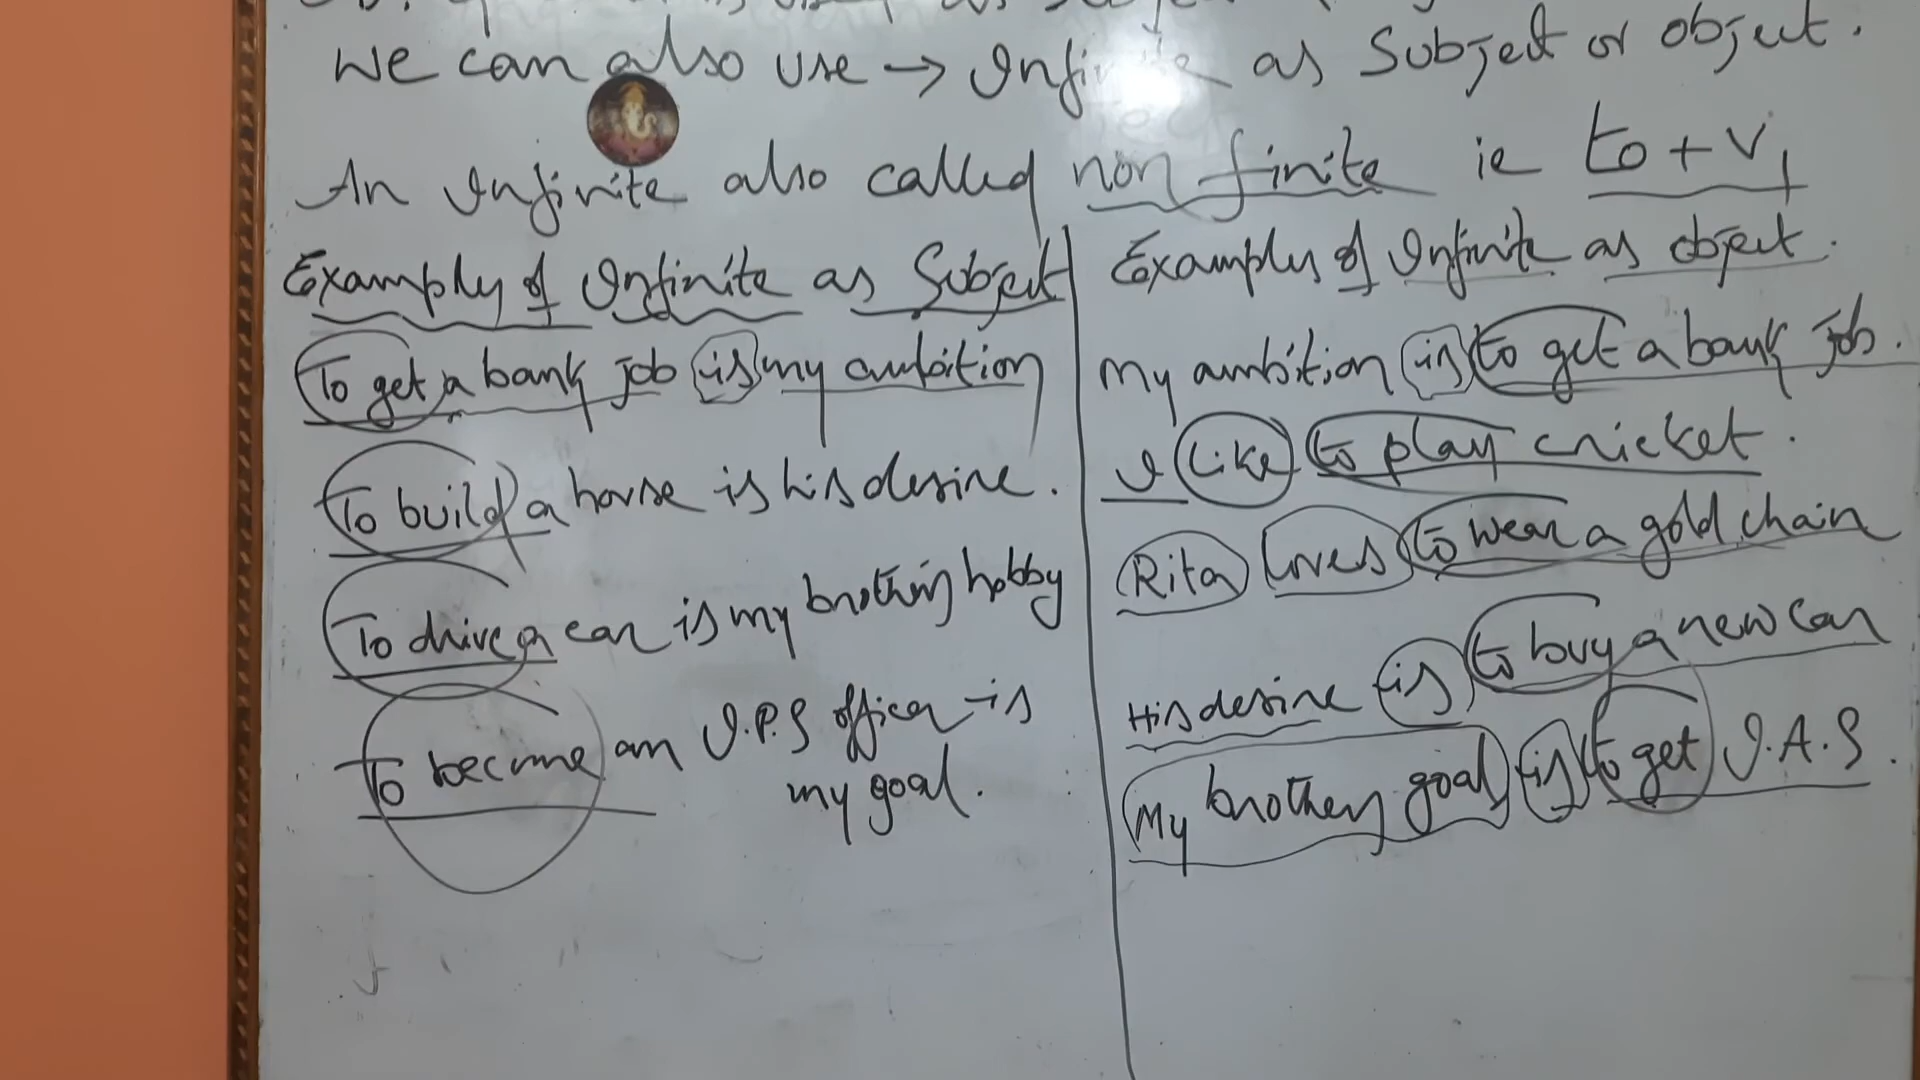 We can also use → Infinite as Subject or object.
An Infinite also called non finite ie to + V1
Examples of Infinite as Subject
To get a bank job is my ambition
To build a house is his desire.
To drive a car is my brothers hobby
To become an I.P.S officer is
my goal.
Examples of Infinite as object.
My ambition is to get a bank job.
I like to play cricket.
Rita loves to wear a gold chain
His desire is to buy a new car
My brothers goal is to get I.A.S.